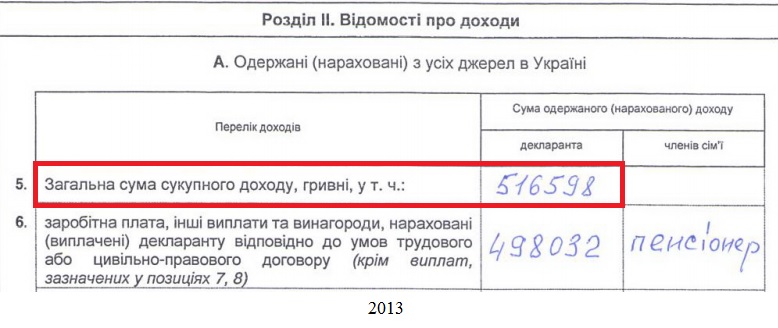 Розділ II. Відомості про доходи
А. Одержані (нараховані) з усіх джерел в Україні
Перелік доходів
Сума одержаного (нарахованого) доходу
декларанта
членів сім'ї
5. Загальна сума сукупного доходу, гривні, у т. ч.: 516598
6. заробітна плата, інші виплати та винагороди, нараховані
(виплачені) декларанту відповідно до умов трудового
або цивільно-правового договору (крім виплат,
зазначених у позиціях 7, 8)
498032 пенсіонер
2013